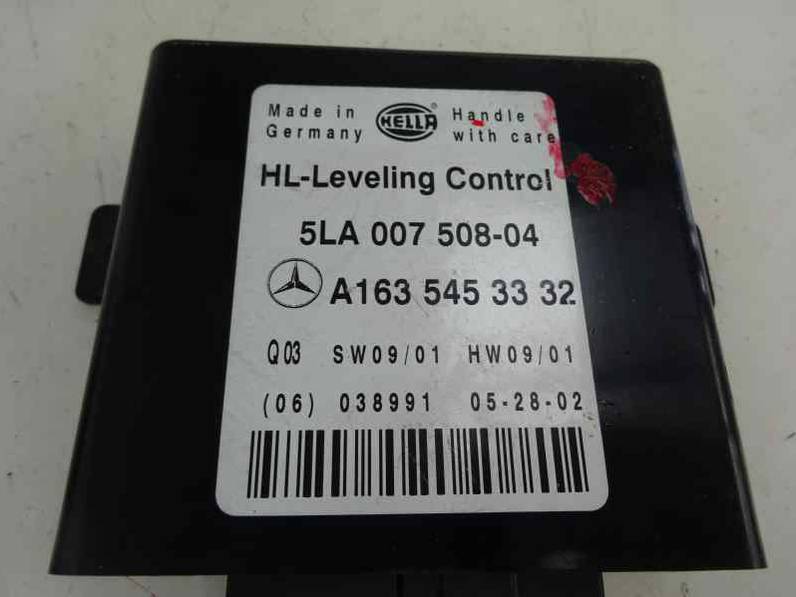 Made in HELLA ® Handle
Germany with care
HL-Leveling Control
5LA 007 508-04
A163 545 33 32
Q03 SW09/01 HW09/01
(06) 038991 05-28-02